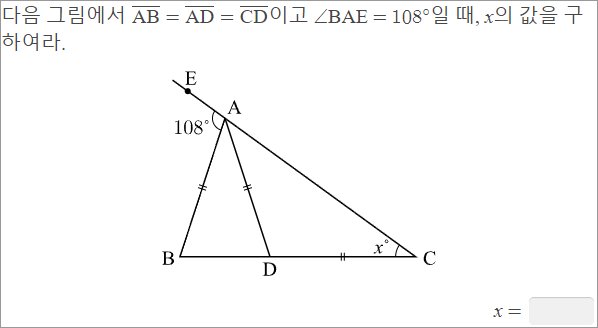 다음 그림에서 AB = AD = CD이고 ∠BAE = 108°일 때, x의 값을 구
하여라.
E
A
108°
x°
B
C
D
x =